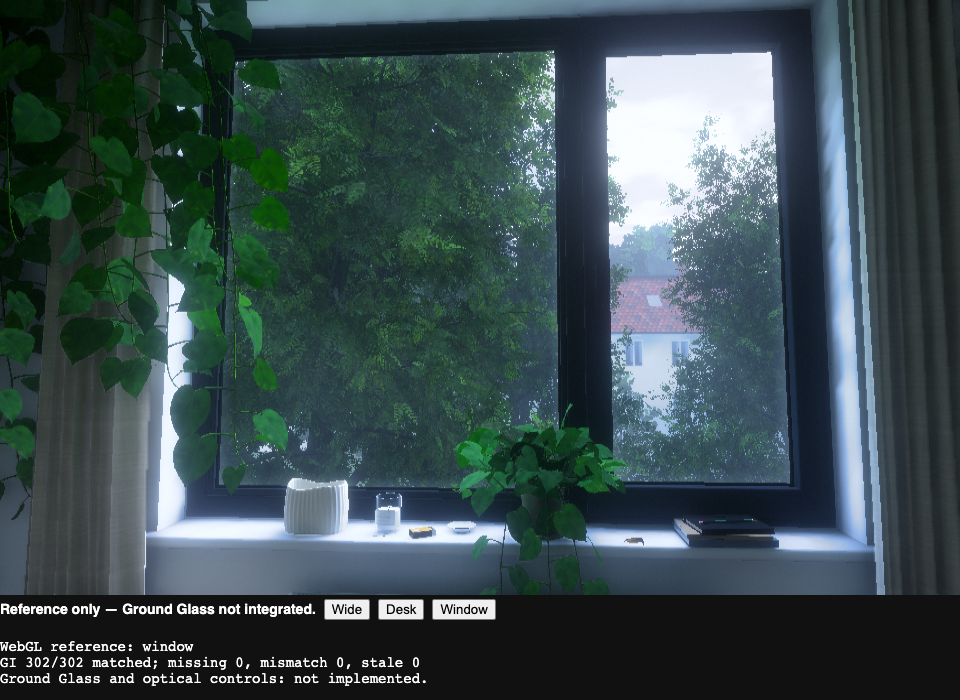 Reference only — Ground Glass not integrated. Wide Desk Window
WebGL reference: window
GI 302/302 matched; missing 0, mismatch 0, stale 0
Ground Glass and optical controls: not implemented.